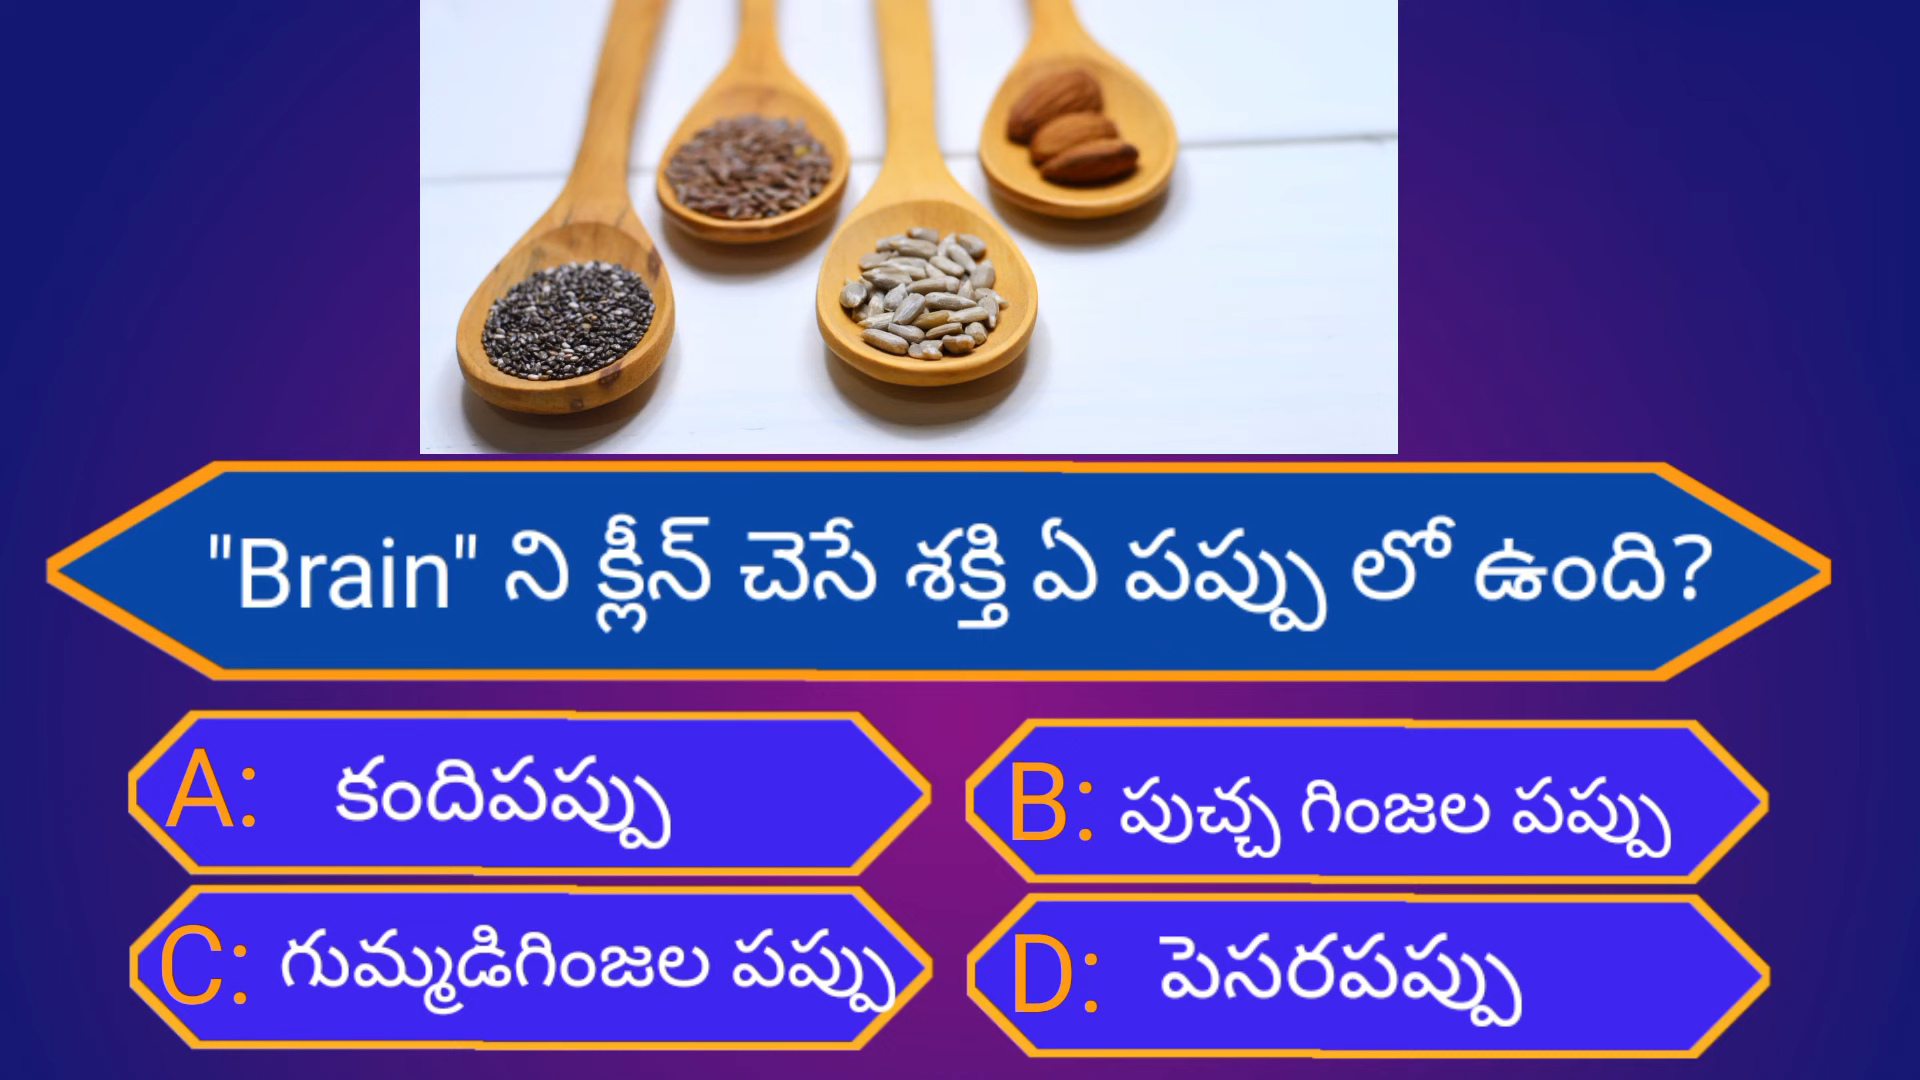 "Brain" ని క్లీన్ చెసే శక్తి ఏ పప్పు లో ఉంది?
A: కందిపప్పు
B: పుచ్చ గింజల పప్పు
C: గుమ్మడిగింజల పప్పు
D: పెసరపప్పు